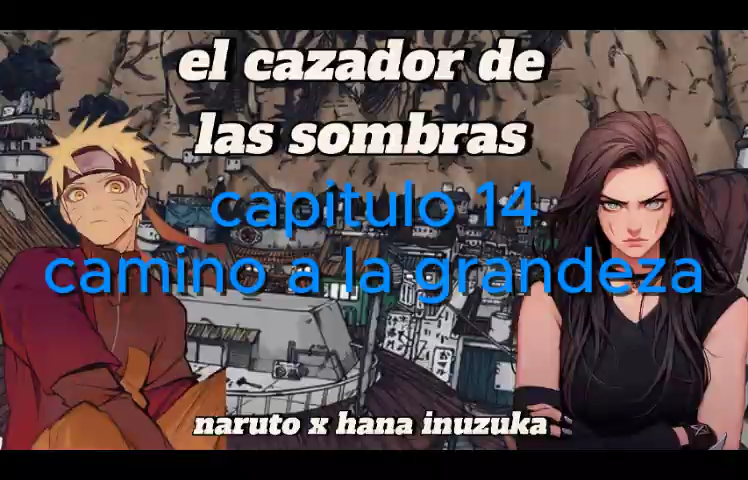 el cazador de
las sombras
capitulo 14
camino a la grandeza
naruto x hana inuzuka